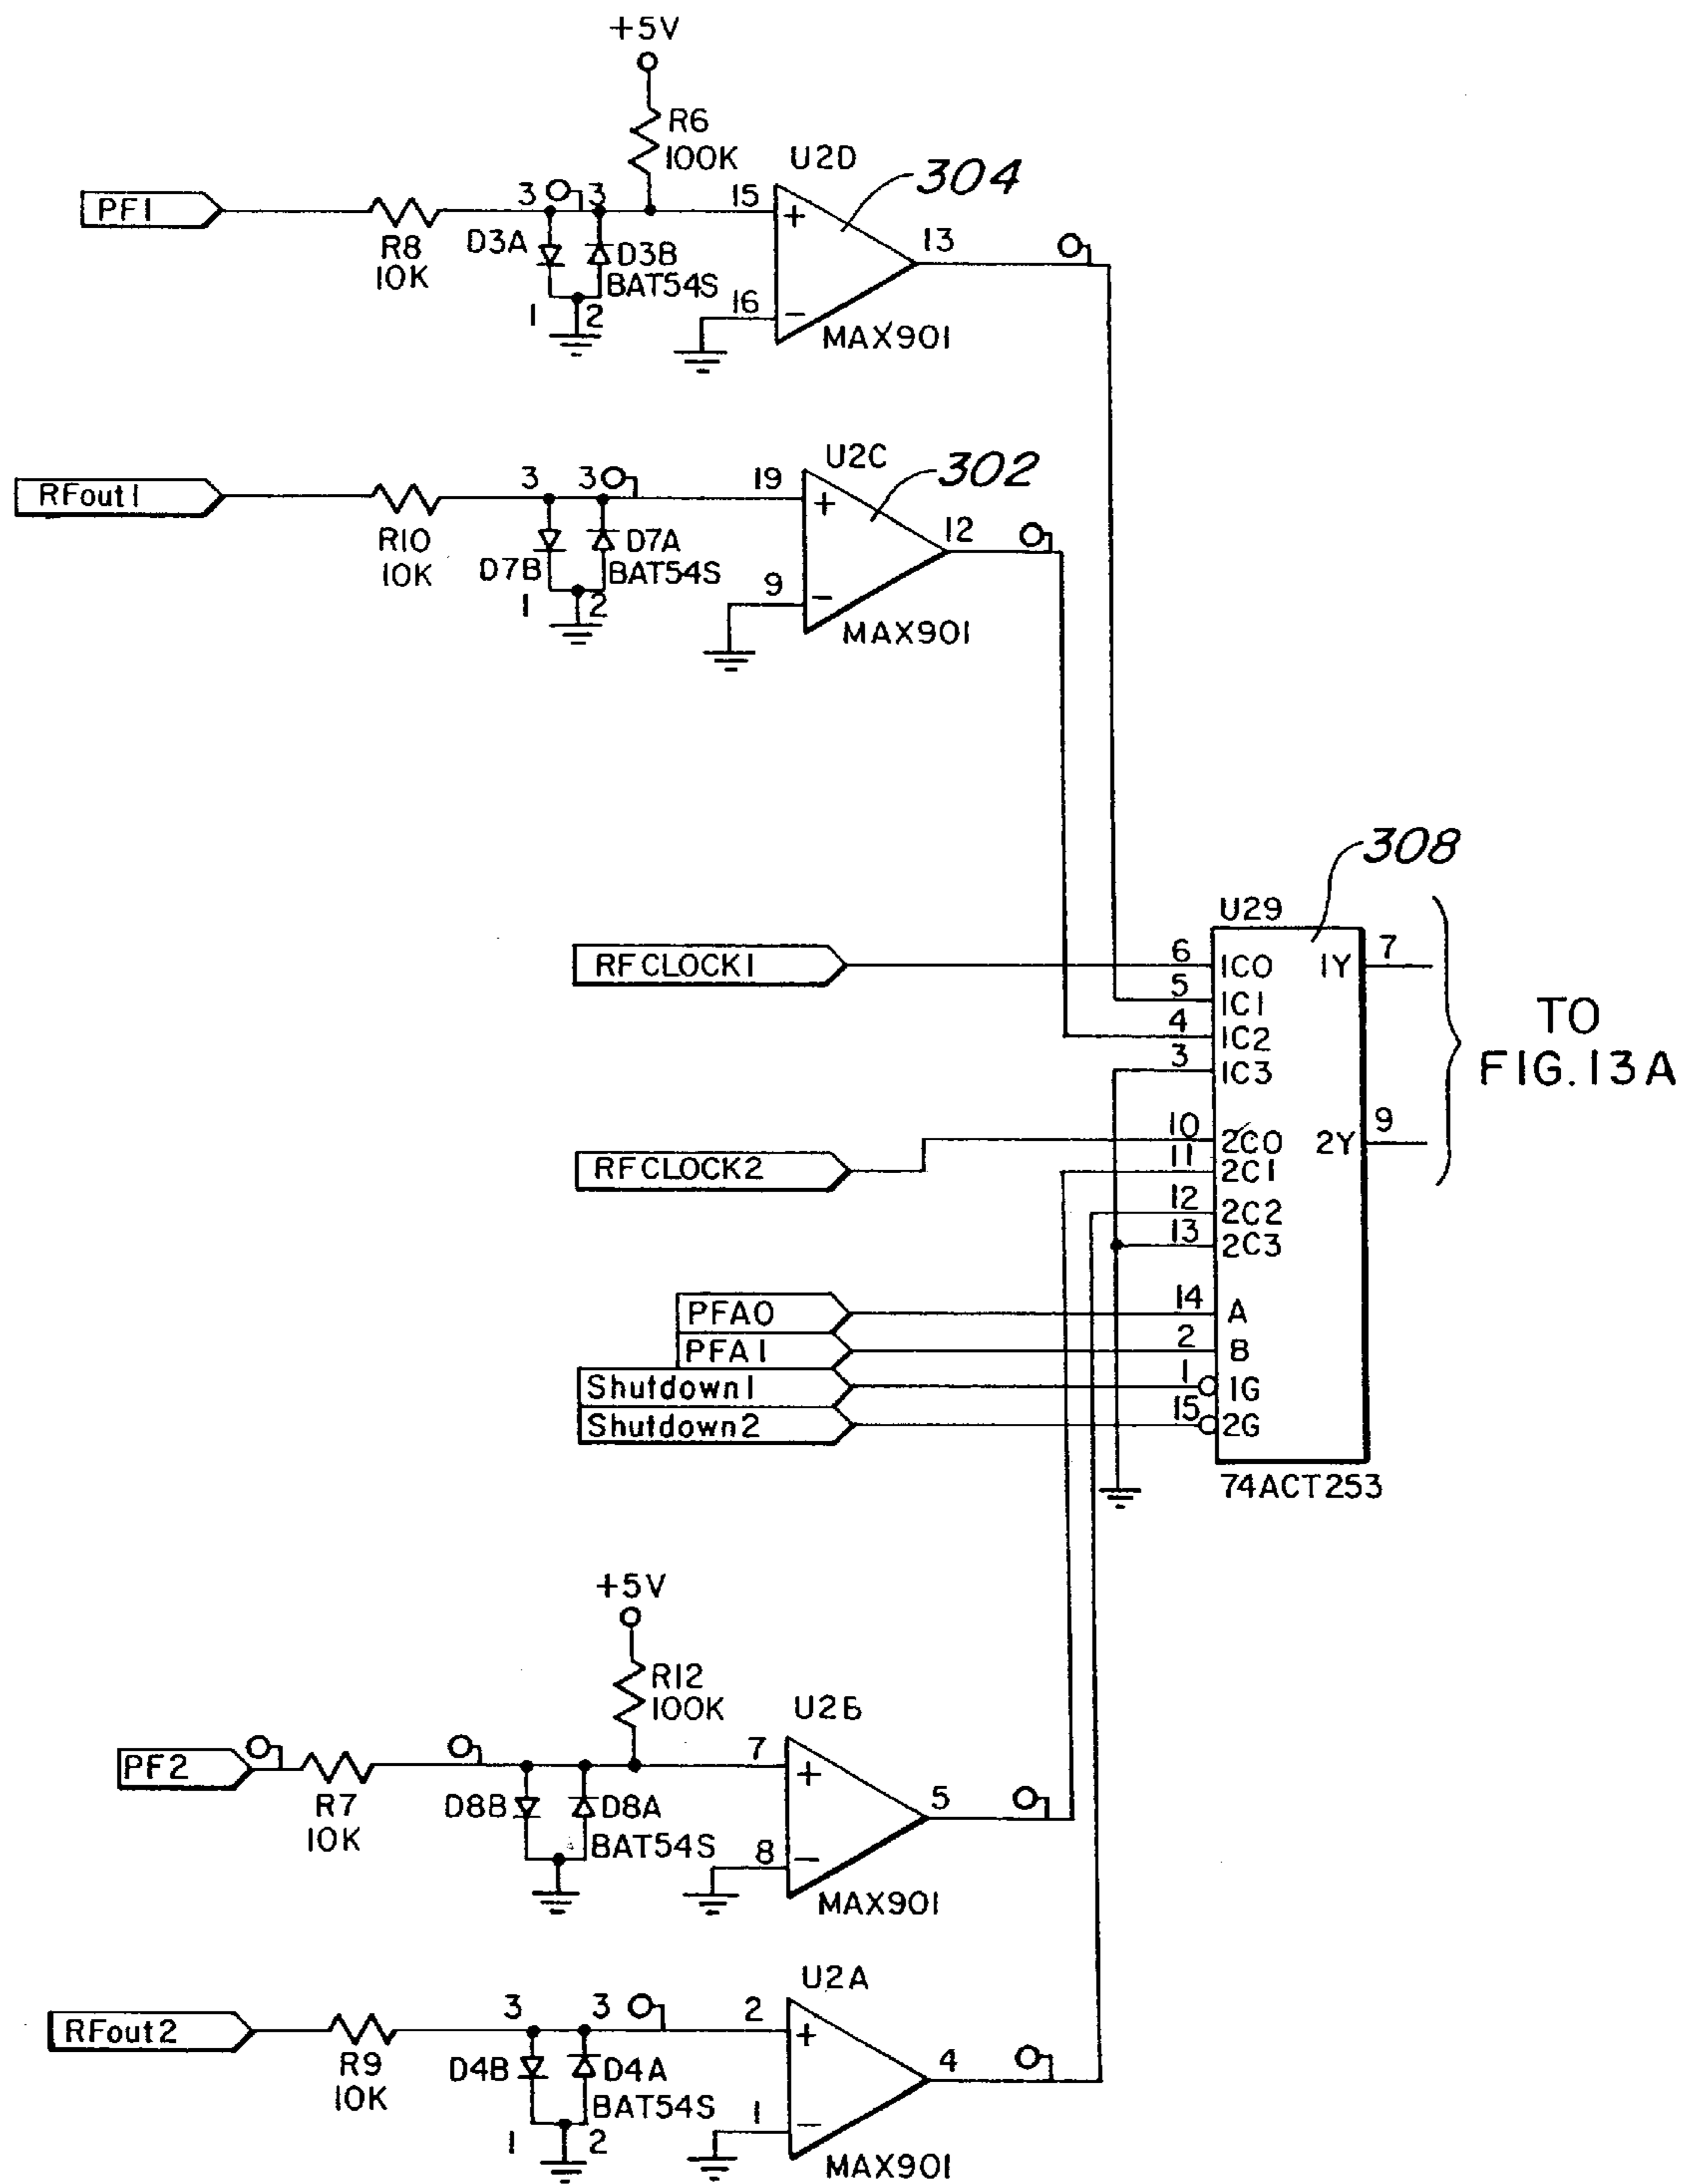 +5V
R6
100K
U2D
304
PF1
R8
10K
3
3
D3A
D3B
BAT54S
1
2
15
+
16
-
13
MAX901
RFout1
R10
10K
3
3
D7B
D7A
BAT54S
1
2
U2C
302
19
+
9
-
12
MAX901
308
U29
RFCLOCK1
6
1C0
1Y
7
5
1C1
4
1C2
3
1C3
TO
FIG.13A
RFCLOCK2
10
2C0
2Y
9
11
2C1
12
2C2
13
2C3
PFA0
14
A
PFA1
2
B
Shutdown1
1
1G
Shutdown2
15
2G
74ACT253
+5V
R12
100K
U2B
PF2
R7
10K
D8B
D8A
BAT54S
7
+
8
-
5
MAX901
U2A
RFout2
R9
10K
3
3
D4B
D4A
BAT54S
1
2
2
+
1
-
4
MAX901